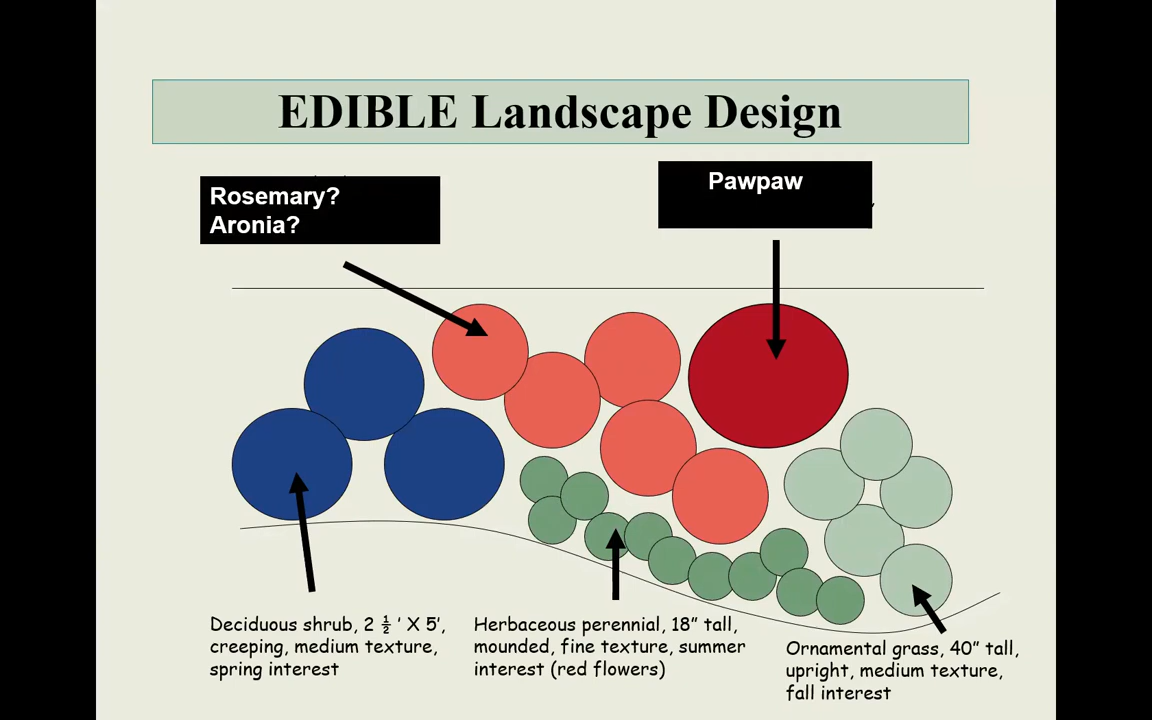 EDIBLE Landscape Design
Rosemary?
Aronia?
Pawpaw
Deciduous shrub, 2 ½ ’ X 5’,
creeping, medium texture,
spring interest
Herbaceous perennial, 18” tall,
mounded, fine texture, summer
interest (red flowers)
Ornamental grass, 40” tall,
upright, medium texture,
fall interest